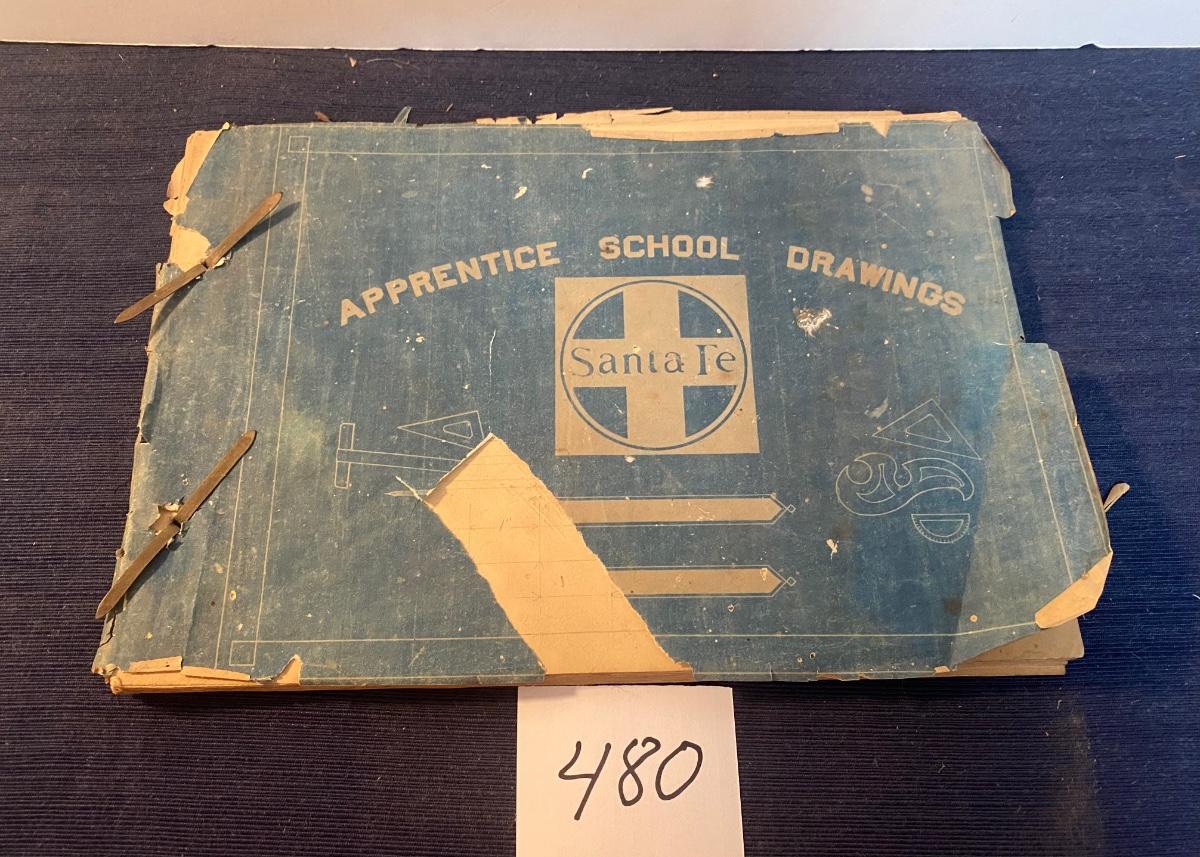 APPRENTICE SCHOOL DRAWINGS
Santa Fe
480